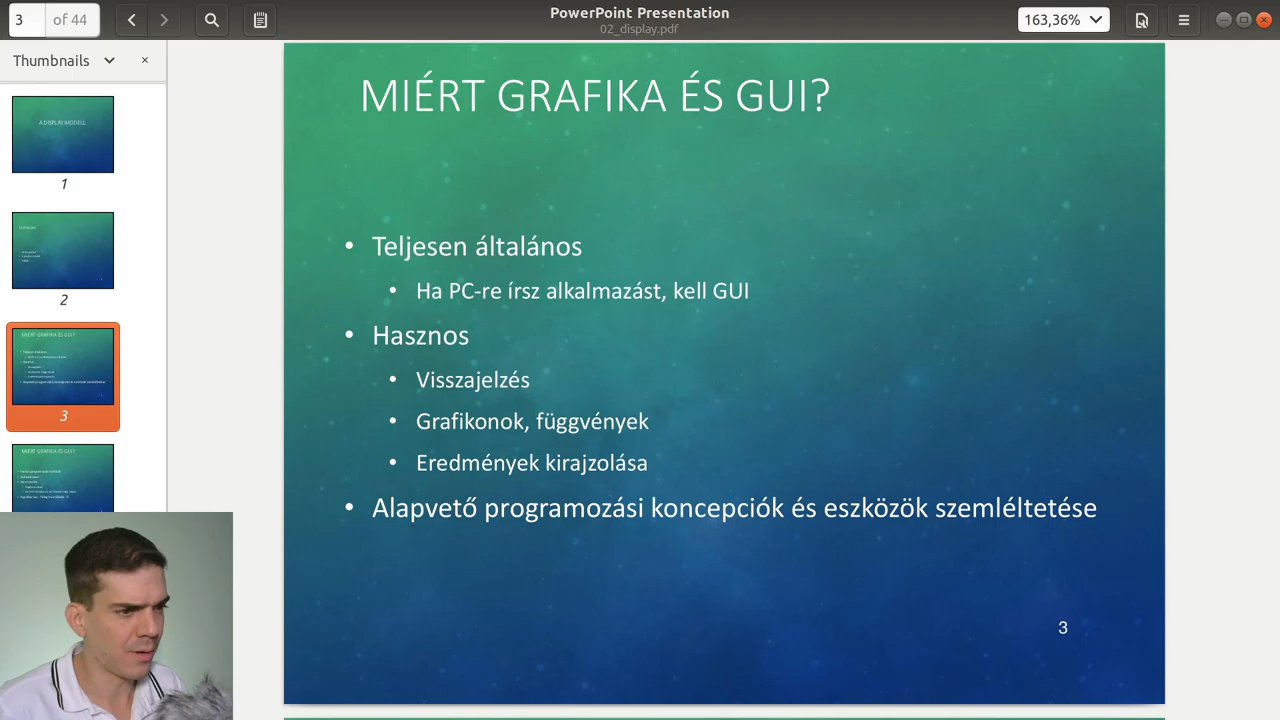 3 of 44
PowerPoint Presentation
02_display.pdf
163,36%
Thumbnails
A DISPLAY MODELL
1
2
MIÉRT GRAFIKA ÉS GUI?
3
MIÉRT GRAFIKA ÉS GUI?
MIÉRT GRAFIKA ÉS GUI?
• Teljesen általános
• Ha PC-re írsz alkalmazást, kell GUI
• Hasznos
• Visszajelzés
• Grafikonok, függvények
• Eredmények kirajzolása
• Alapvető programozási koncepciók és eszközök szemléltetése
3